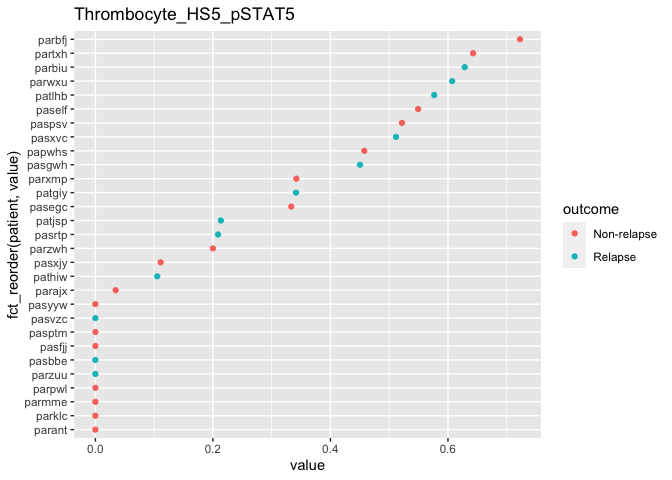 Thrombocyte_HS5_pSTAT5
fct_reorder(patient, value)
parbfj
partxh
parbiu
parwxu
patlhb
paself
paspsv
pasxvc
papwhs
pasgwh
parxmp
patgiy
pasegc
patjsp
pasrtp
parzwh
pasxjy
pathiw
parajx
pasyyw
pasvzc
pasptm
pasfjj
pasbbe
parzuu
parpwl
parmme
parklc
parant
0.0 0.2 0.4 0.6
value
outcome
Non-relapse
Relapse